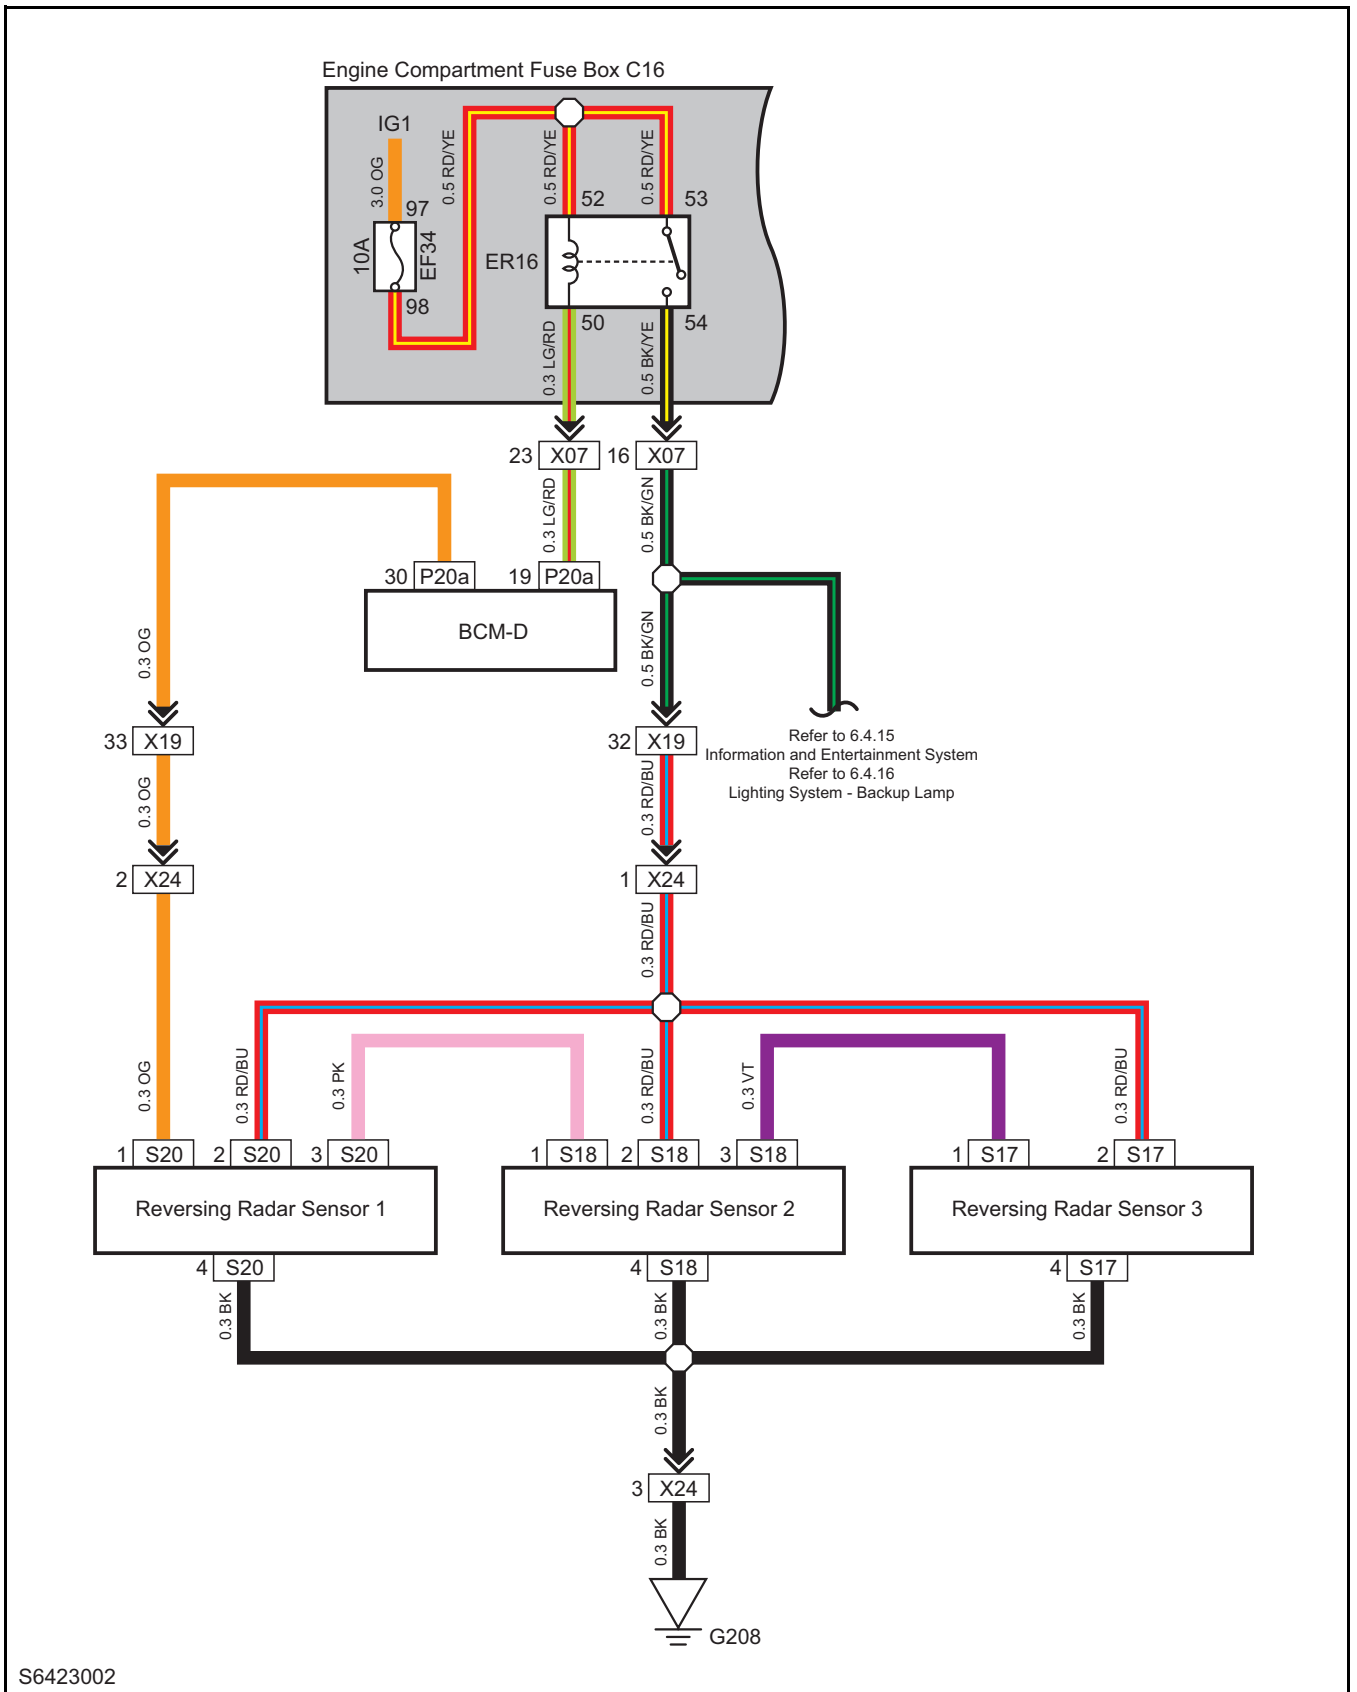 Engine Compartment Fuse Box C16
IG1
3.0 OG
97
10A
EF34
98
0.5 RD/YE
0.5 RD/YE
0.5 RD/YE
52
53
ER16
50
54
0.3 LG/RD
0.5 BK/YE
23 X07
16 X07
0.3 LG/RD
0.5 BK/GN
30 P20a
19 P20a
BCM-D
0.3 OG
0.5 BK/GN
33 X19
32 X19
Refer to 6.4.15
Information and Entertainment System
Refer to 6.4.16
Lighting System - Backup Lamp
0.3 OG
0.3 RD/BU
2 X24
1 X24
0.3 RD/BU
0.3 OG
0.3 RD/BU
0.3 PK
0.3 RD/BU
0.3 VT
0.3 RD/BU
1 S20
2 S20
3 S20
1 S18
2 S18
3 S18
1 S17
2 S17
Reversing Radar Sensor 1
Reversing Radar Sensor 2
Reversing Radar Sensor 3
4 S20
4 S18
4 S17
0.3 BK
0.3 BK
0.3 BK
0.3 BK
3 X24
0.3 BK
G208
S6423002